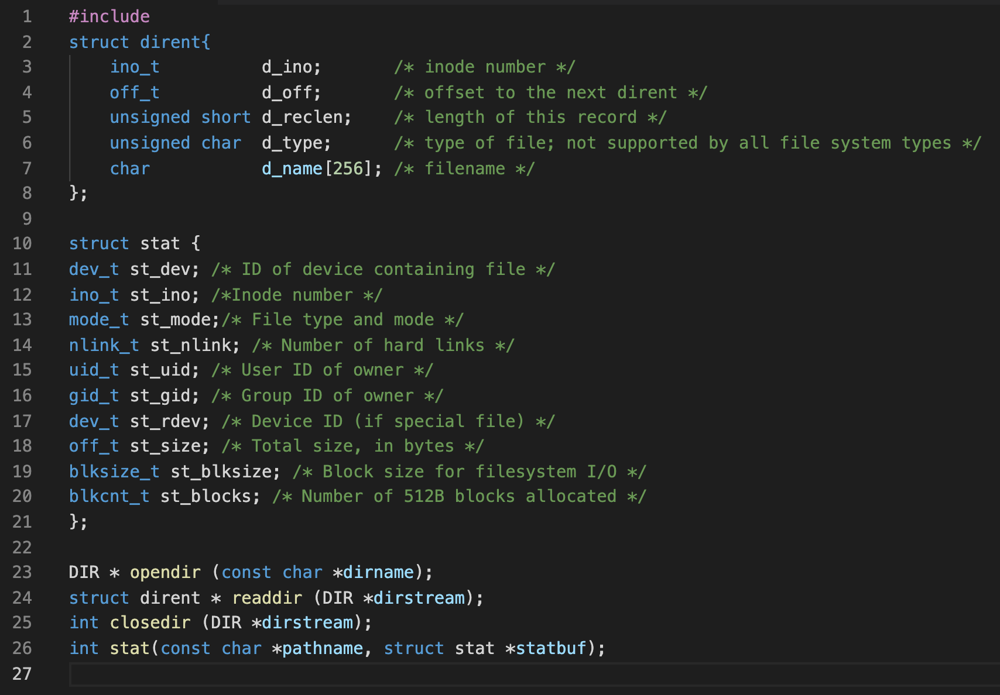 1 #include
2 struct dirent{
3 ino_t d_ino; /* inode number */
4 off_t d_off; /* offset to the next dirent */
5 unsigned short d_reclen; /* length of this record */
6 unsigned char d_type; /* type of file; not supported by all file system types */
7 char d_name[256]; /* filename */
8 };
9
10 struct stat {
11 dev_t st_dev; /* ID of device containing file */
12 ino_t st_ino; /*Inode number */
13 mode_t st_mode;/* File type and mode */
14 nlink_t st_nlink; /* Number of hard links */
15 uid_t st_uid; /* User ID of owner */
16 gid_t st_gid; /* Group ID of owner */
17 dev_t st_rdev; /* Device ID (if special file) */
18 off_t st_size; /* Total size, in bytes */
19 blksize_t st_blksize; /* Block size for filesystem I/O */
20 blkcnt_t st_blocks; /* Number of 512B blocks allocated */
21 };
22
23 DIR * opendir (const char *dirname);
24 struct dirent * readdir (DIR *dirstream);
25 int closedir (DIR *dirstream);
26 int stat(const char *pathname, struct stat *statbuf);
27